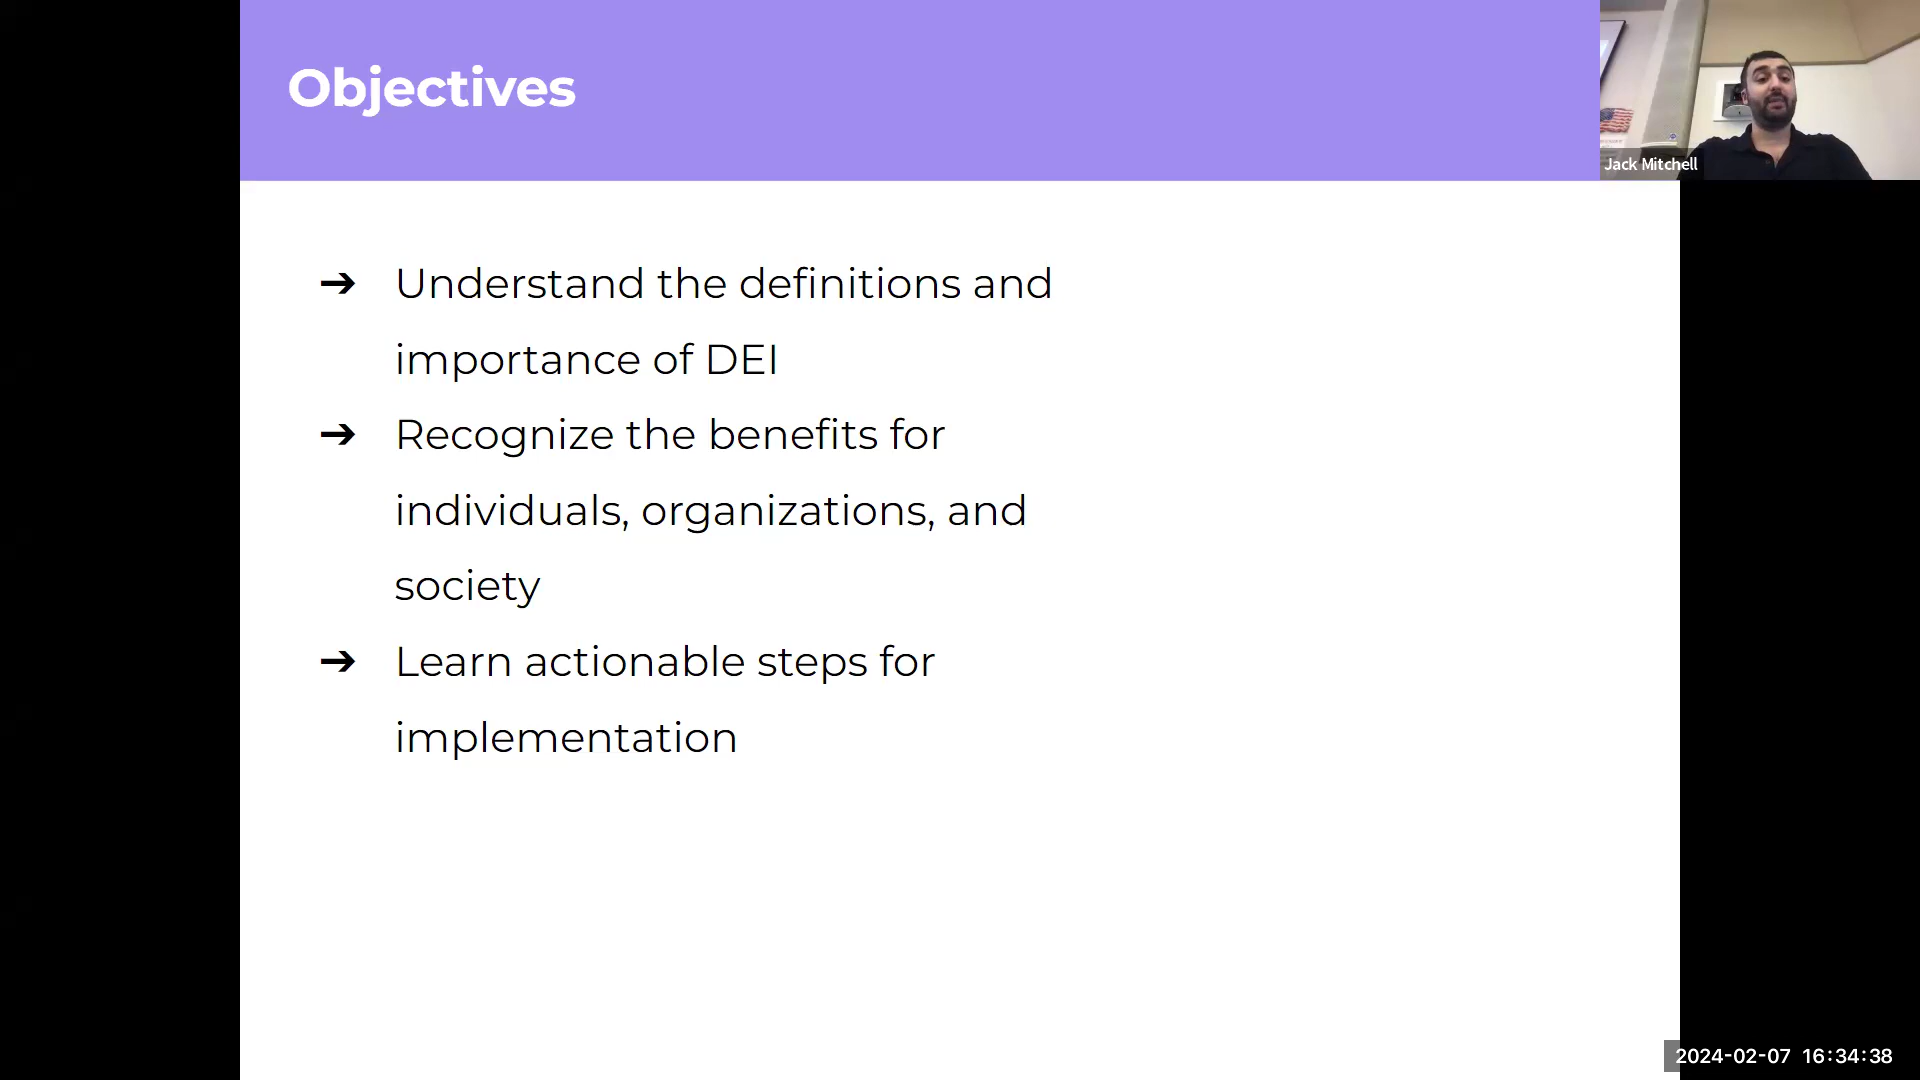 Objectives
Jack Mitchell
➔ Understand the definitions and
importance of DEI
➔ Recognize the benefits for
individuals, organizations, and
society
➔ Learn actionable steps for
implementation
2024-02-07 16:34:38